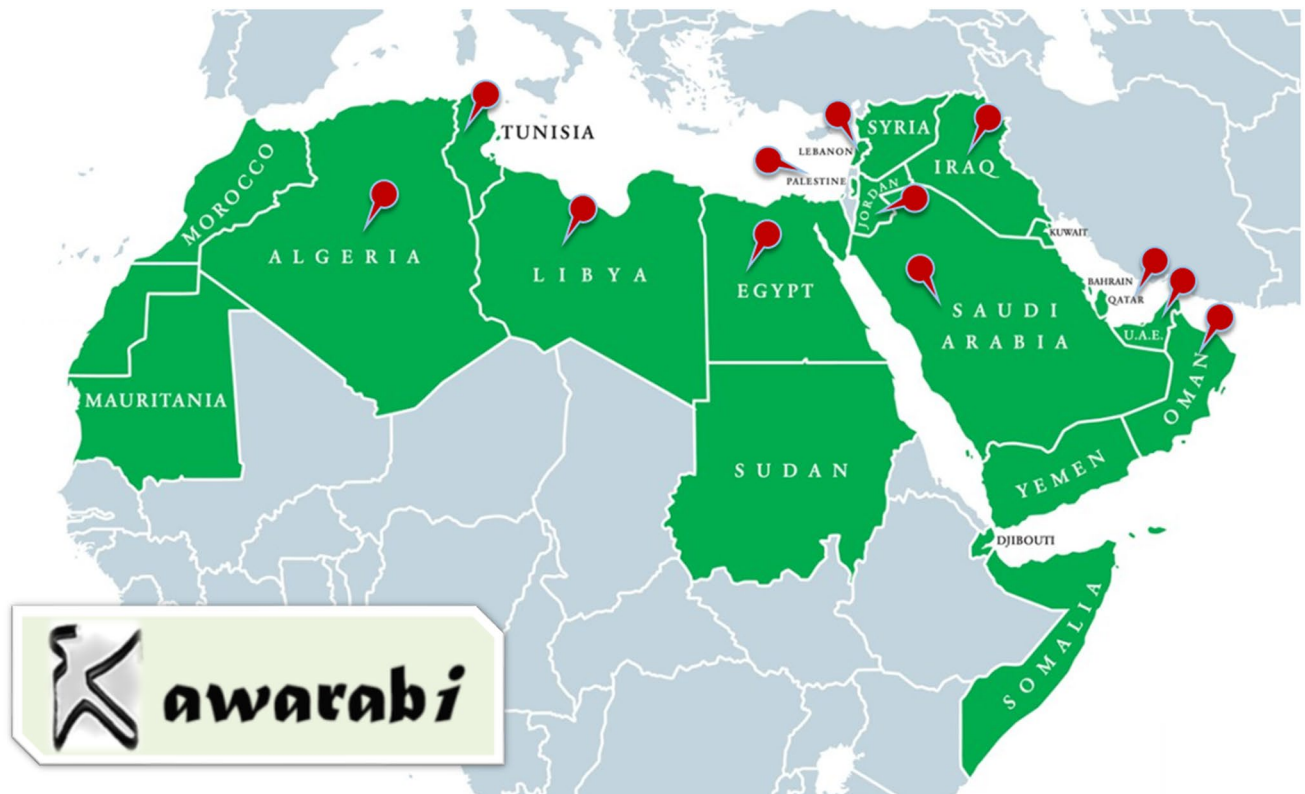 TUNISIA
MOROCCO
ALGERIA
LIBYA
EGYPT
LEBANON
SYRIA
PALESTINE
JORDAN
IRAQ
KUWAIT
BAHRAIN
QATAR
U.A.E.
SAUDI
ARABIA
OMAN
MAURITANIA
SUDAN
YEMEN
DJIBOUTI
SOMALIA
Kawarabi